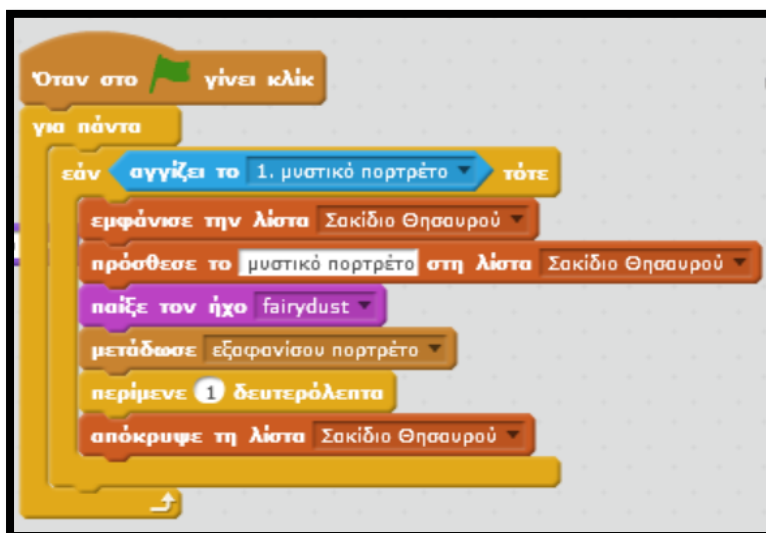 Όταν στο γίνει κλικ
για πάντα
εάν αγγίζει το 1. μυστικό πορτρέτο τότε
εμφάνισε την λίστα Σακίδιο Θησαυρού
πρόσθεσε το μυστικό πορτρέτο στη λίστα Σακίδιο Θησαυρού
παίξε τον ήχο fairydust
μετάδωσε εξαφανίσου πορτρέτο
περίμενε 1 δευτερόλεπτα
απόκρυψε τη λίστα Σακίδιο Θησαυρού